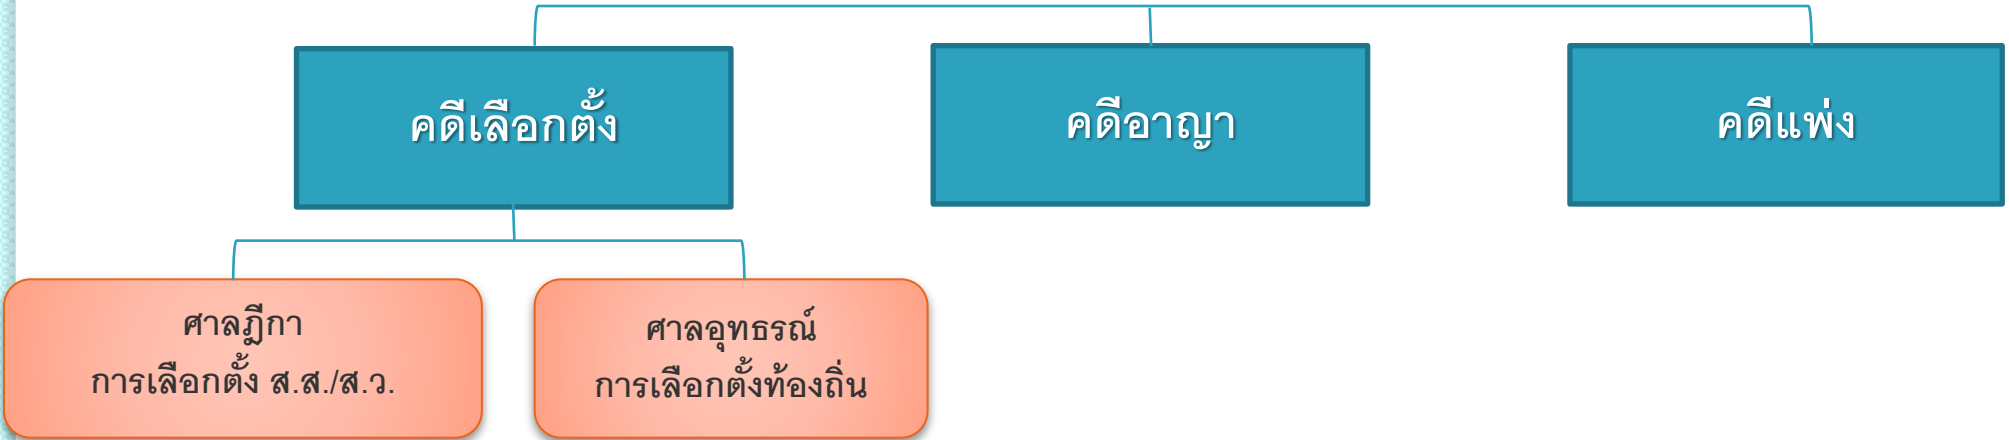 คดีเลือกตั้ง
คดีอาญา
คดีแพ่ง
ศาลฎีกา
การเลือกตั้ง ส.ส./ส.ว.
ศาลอุทธรณ์
การเลือกตั้งท้องถิ่น